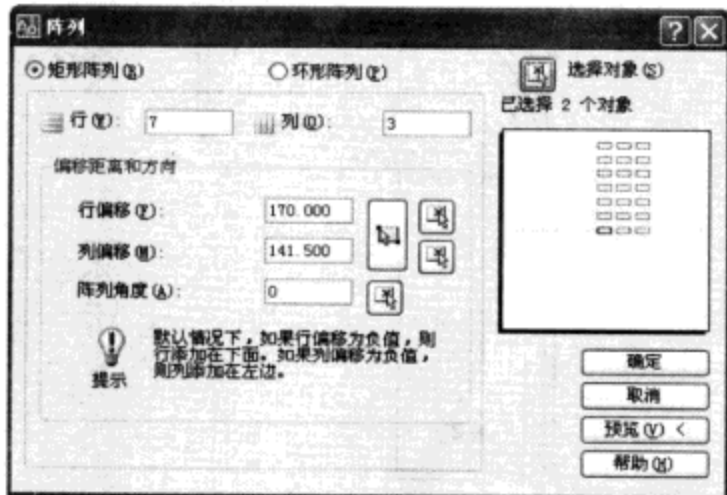 阵列
矩形阵列(R) 环形阵列(P) 选择对象(S)
已选择 2 个对象
行(W): 7 列(O): 3
偏移距离和方向
行偏移(F): 170.000
列偏移(M): 141.500
阵列角度(A): 0
默认情况下，如果行偏移为负值，则
行添加在下面。如果列偏移为负值，
则列添加在左边。
提示
确定
取消
预览(V) <
帮助(H)